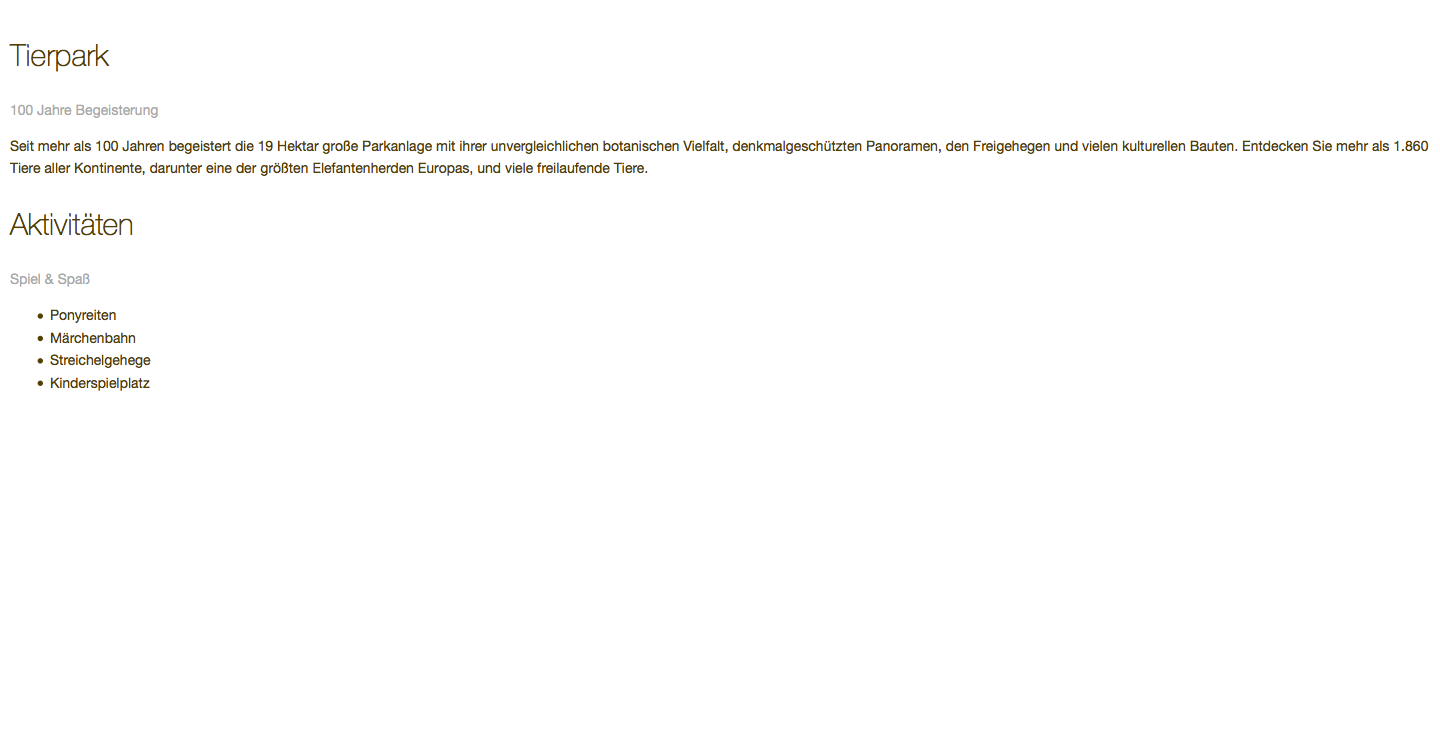 Tierpark
100 Jahre Begeisterung
Seit mehr als 100 Jahren begeistert die 19 Hektar große Parkanlage mit ihrer unvergleichlichen botanischen Vielfalt, denkmalgeschützten Panoramen, den Freigehegen und vielen kulturellen Bauten. Entdecken Sie mehr als 1.860
Tiere aller Kontinente, darunter eine der größten Elefantenherden Europas, und viele freilaufende Tiere.
Aktivitäten
Spiel & Spaß
• Ponyreiten
• Märchenbahn
• Streichelgehege
• Kinderspielplatz